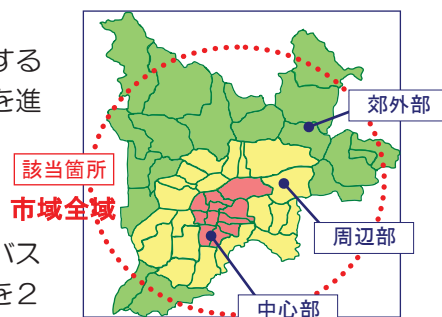 する
を進
郊外部
該当箇所
市域全域
周辺部
バス
を2
中心部